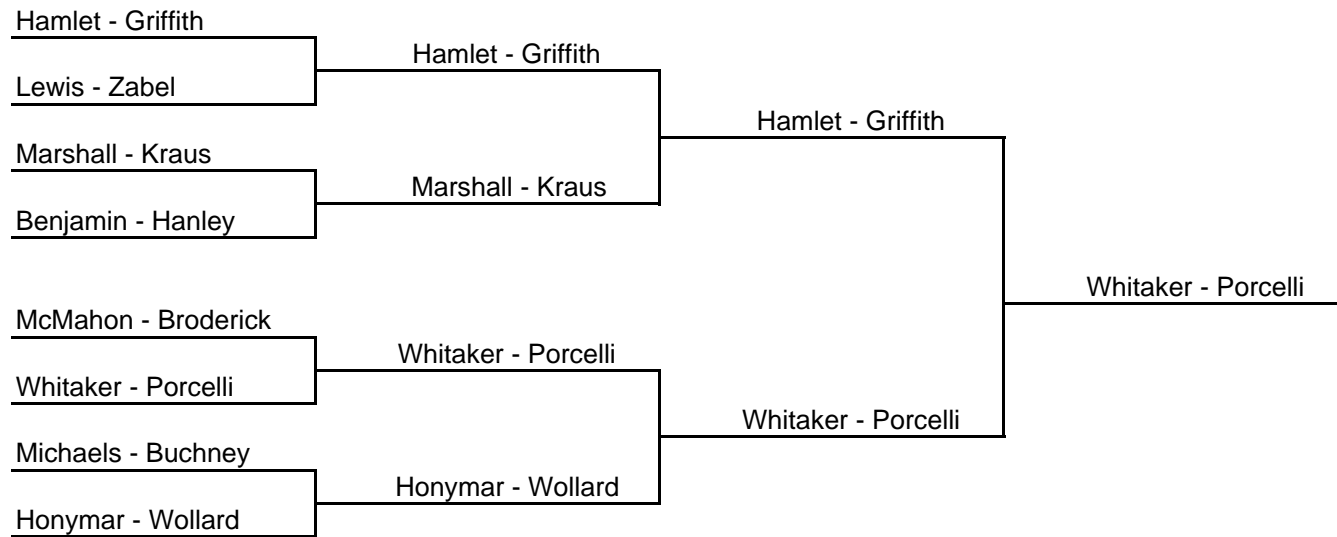 Hamlet - Griffith
Hamlet - Griffith
Lewis - Zabel
Hamlet - Griffith
Marshall - Kraus
Marshall - Kraus
Benjamin - Hanley
Whitaker - Porcelli
McMahon - Broderick
Whitaker - Porcelli
Whitaker - Porcelli
Whitaker - Porcelli
Michaels - Buchney
Honymar - Wollard
Honymar - Wollard